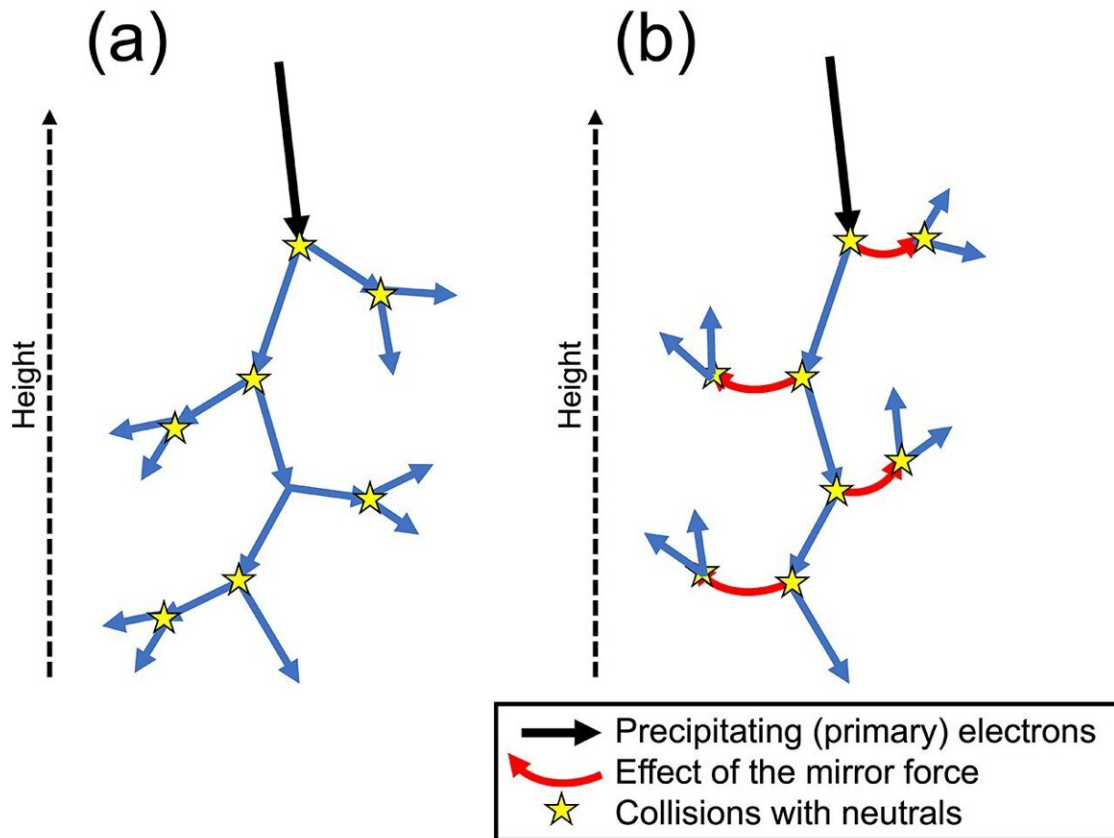 (a)
(b)
Height
Height
Precipitating (primary) electrons
Effect of the mirror force
Collisions with neutrals